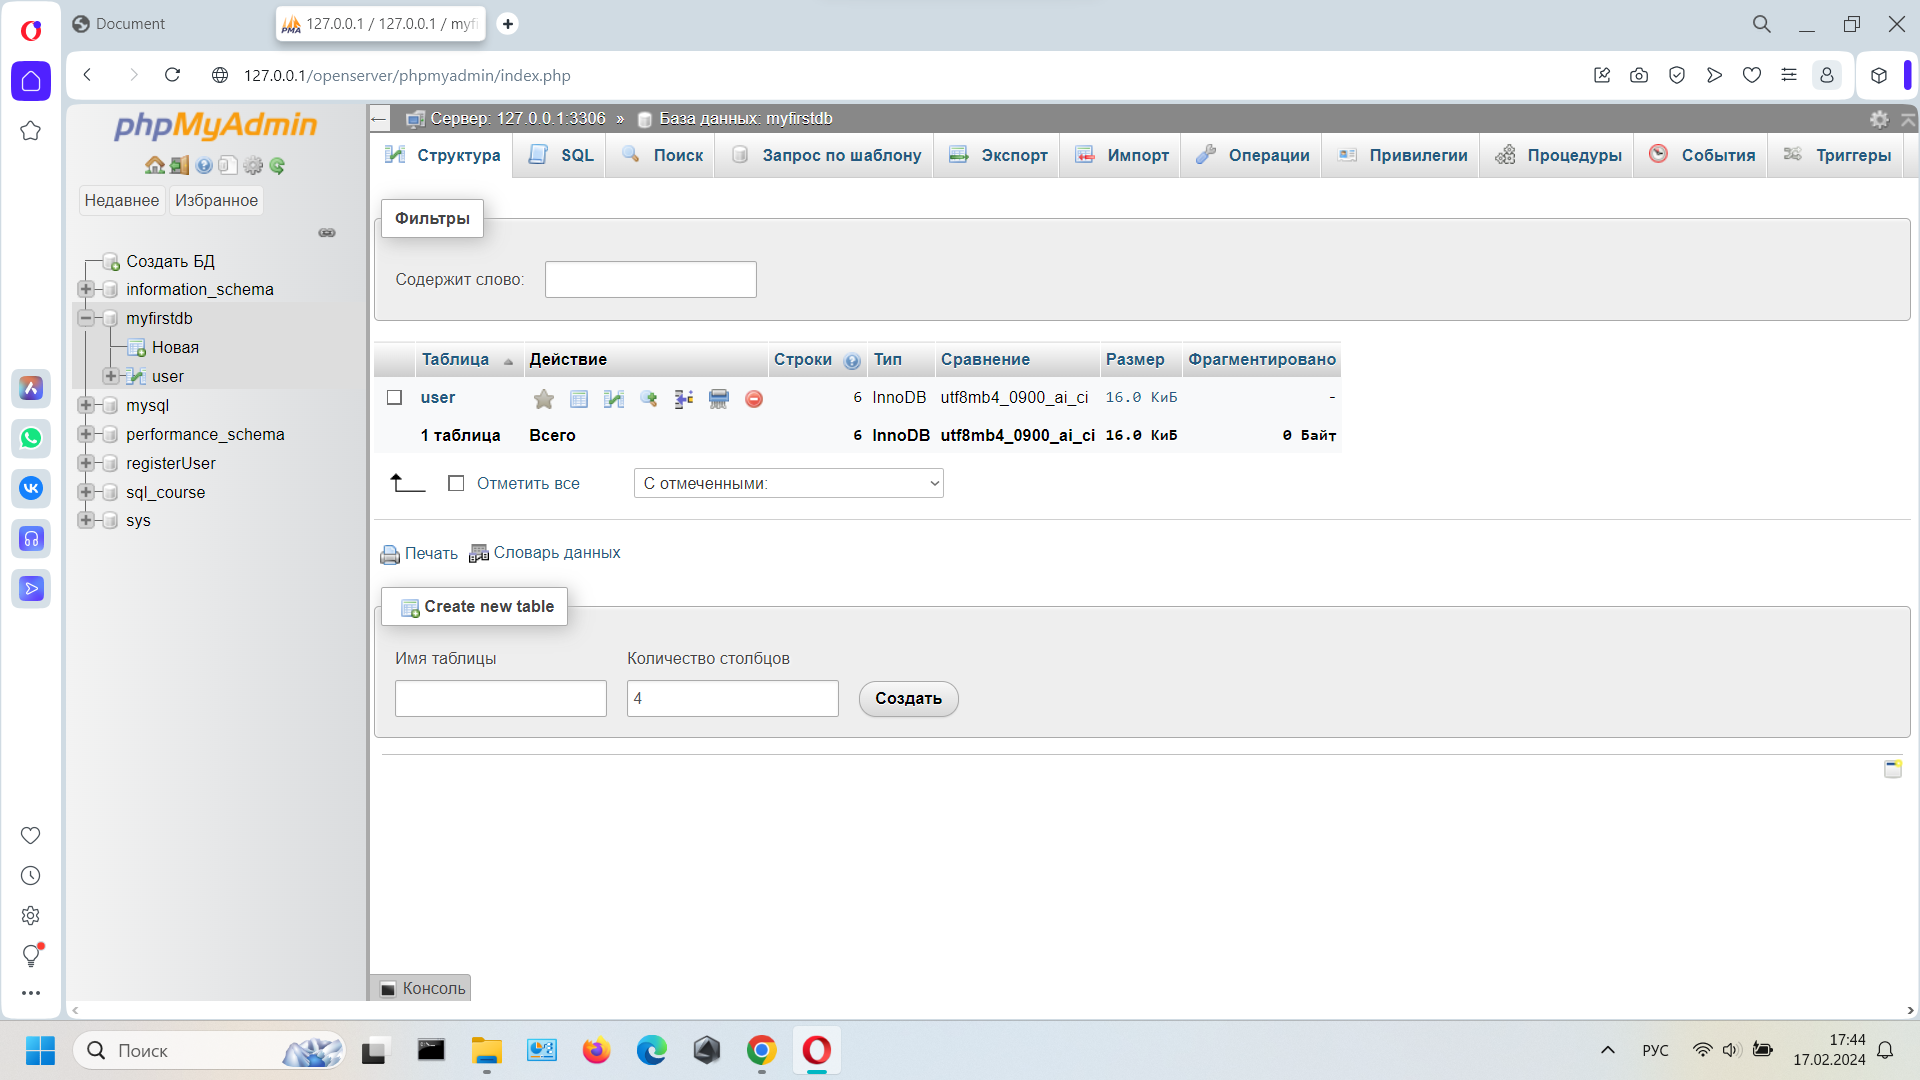 Document
127.0.0.1 / 127.0.0.1 / myfi
127.0.0.1/openserver/phpmyadmin/index.php
phpMyAdmin
Недавнее
Избранное
Создать БД
information_schema
myfirstdb
Новая
user
mysql
performance_schema
registerUser
sql_course
sys
Сервер: 127.0.0.1:3306 » База данных: myfirstdb
Структура
SQL
Поиск
Запрос по шаблону
Экспорт
Импорт
Операции
Привилегии
Процедуры
События
Триггеры
Фильтры
Содержит слово:
Таблица Действие Строки Тип Сравнение Размер Фрагментировано
user 6 InnoDB utf8mb4_0900_ai_ci 16.0 КиБ -
1 таблица Всего 6 InnoDB utf8mb4_0900_ai_ci 16.0 КиБ 0 Байт
Отметить все
С отмеченными:
Печать
Словарь данных
Create new table
Имя таблицы
Количество столбцов
4
Создать
Консоль
Поиск
РУС
17:44
17.02.2024